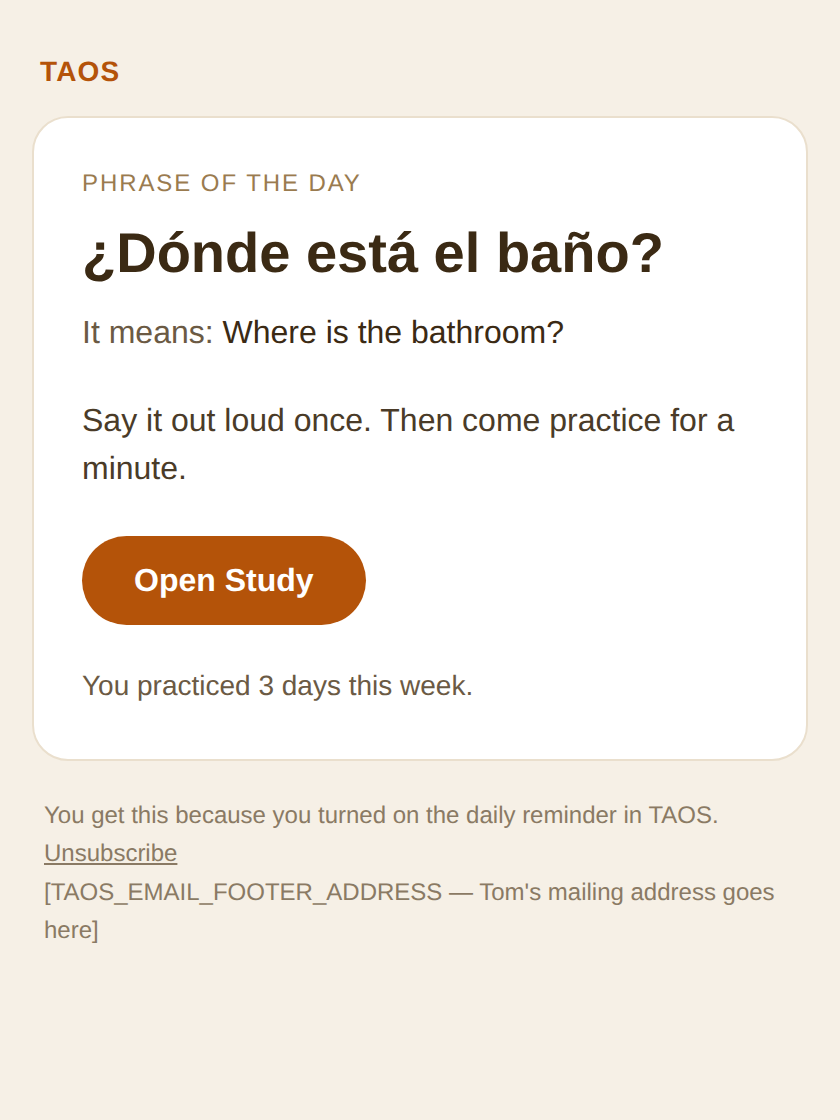 TAOS
PHRASE OF THE DAY
¿Dónde está el baño?
It means: Where is the bathroom?
Say it out loud once. Then come practice for a
minute.
Open Study
You practiced 3 days this week.
You get this because you turned on the daily reminder in TAOS.
Unsubscribe
[TAOS_EMAIL_FOOTER_ADDRESS — Tom's mailing address goes
here]